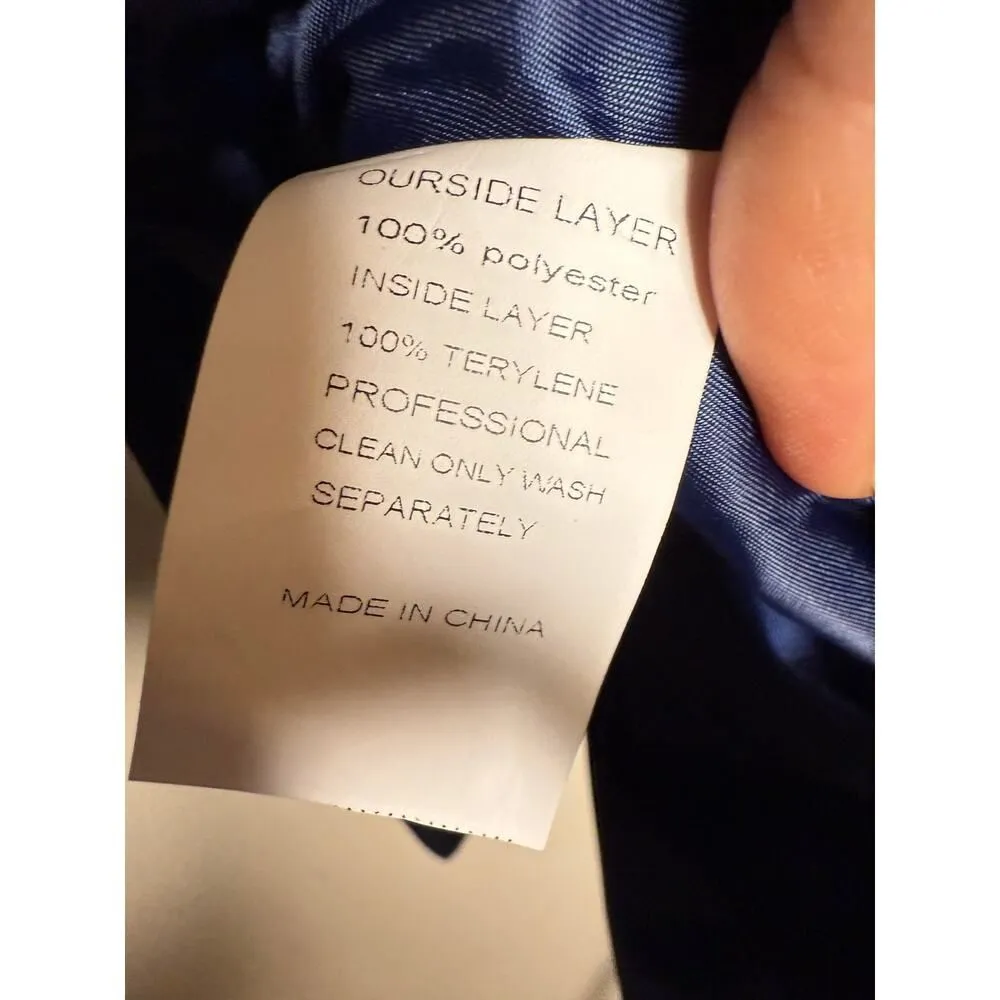 OURSIDE LAYER
100% polyester
INSIDE LAYER
100% TERYLENE
PROFESSIONAL
CLEAN ONLY WASH
SEPARATELY
MADE IN CHINA